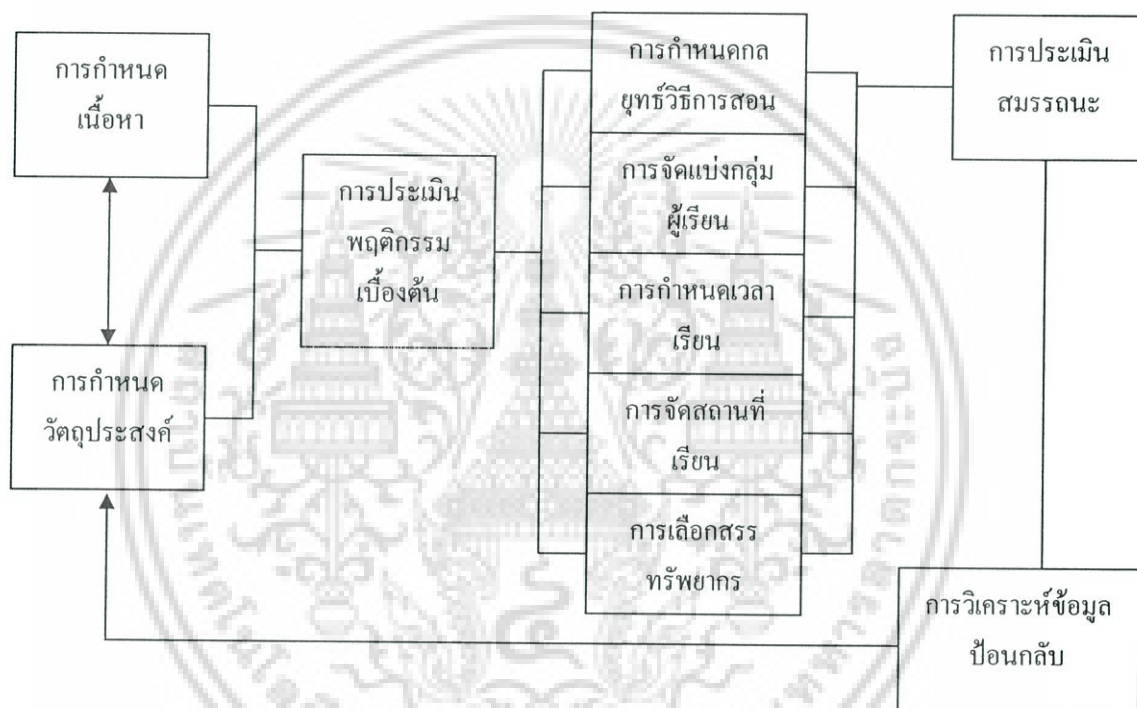 การกำหนด
เนื้อหา
การกำหนด
วัตถุประสงค์
การประเมิน
พฤติกรรม
เบื้องต้น
การกำหนดกล
ยุทธ์วิธีการสอน
การจัดแบ่งกลุ่ม
ผู้เรียน
การกำหนดเวลา
เรียน
การจัดสถานที่
เรียน
การเลือกสรร
ทรัพยากร
การประเมิน
สมรรถนะ
การวิเคราะห์ข้อมูล
ป้อนกลับ